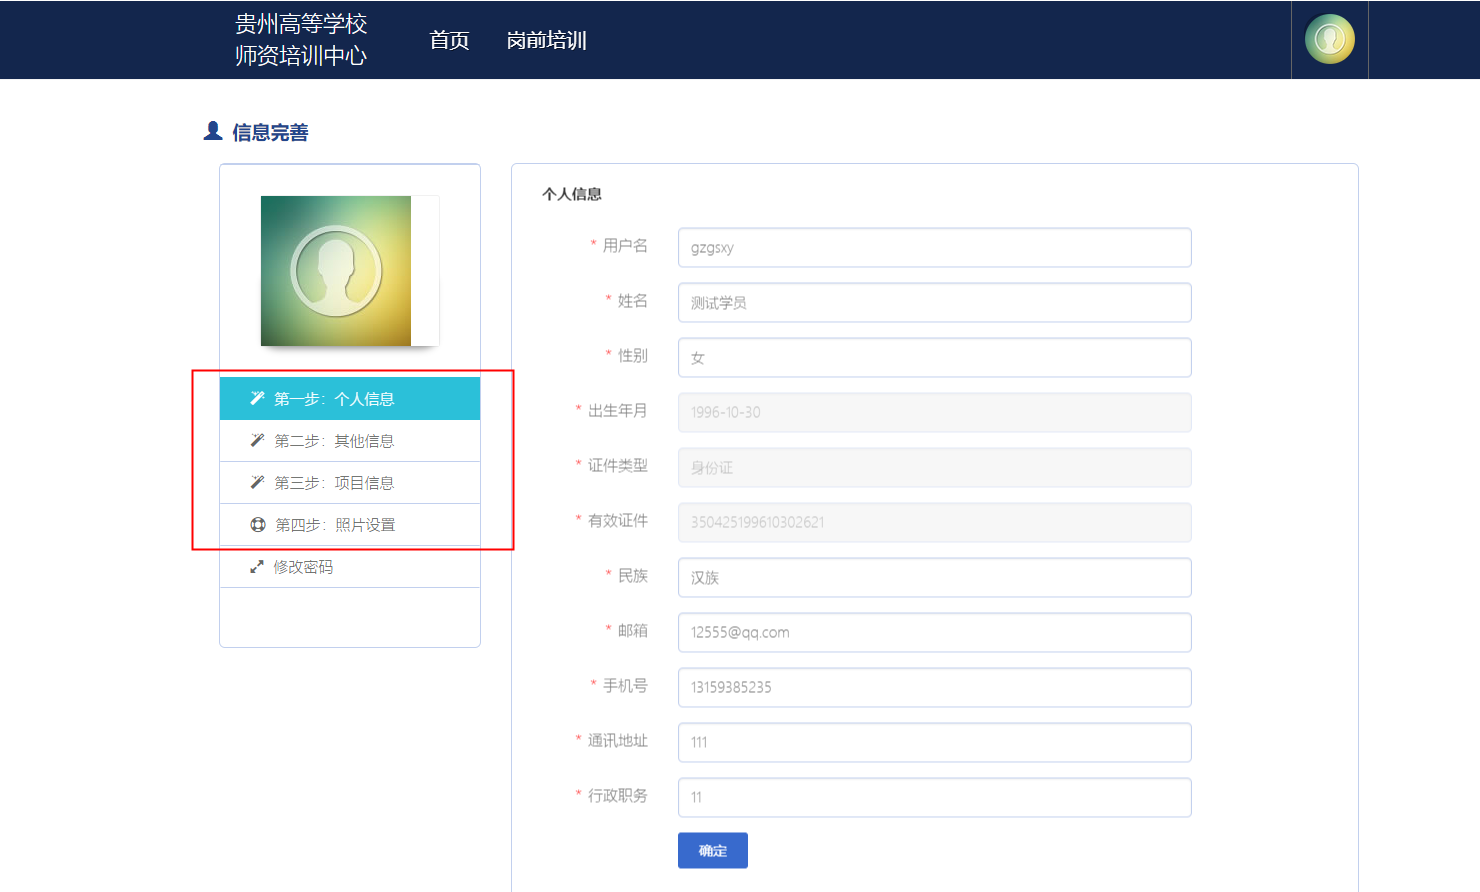 贵州高等学校
师资培训中心
首页
岗前培训
信息完善
第一步：个人信息
第二步：其他信息
第三步：项目信息
第四步：照片设置
修改密码
个人信息
* 用户名 gzgsxy
* 姓名 测试学员
* 性别 女
* 出生年月 1996-10-30
* 证件类型 身份证
* 有效证件 350425199610302621
* 民族 汉族
* 邮箱 12555@qq.com
* 手机号 13159385235
* 通讯地址 111
* 行政职务 11
确定